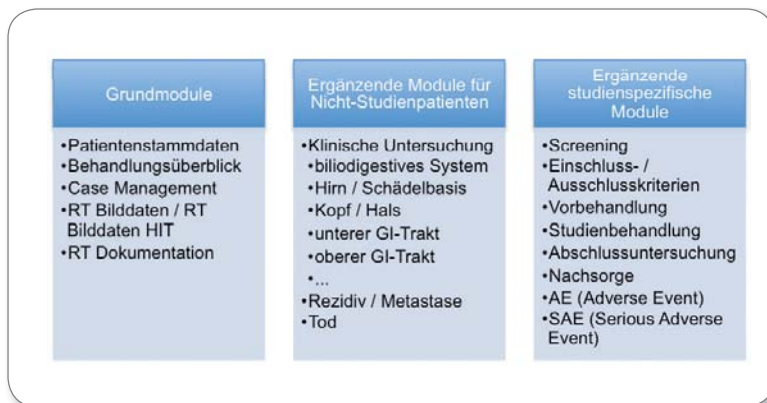 Grundmodule
•Patientenstammdaten
•Behandlungsüberblick
•Case Management
•RT Bilddaten / RT
Bilddaten HIT
•RT Dokumentation
Ergänzende Module für
Nicht-Studienpatienten
•Klinische Untersuchung
•biliodigestives System
•Hirn / Schädelbasis
•Kopf / Hals
•unterer GI-Trakt
•oberer GI-Trakt
•...
•Rezidiv / Metastase
•Tod
Ergänzende
studienspezifische
Module
•Screening
•Einschluss- /
Ausschlusskriterien
•Vorbehandlung
•Studienbehandlung
•Abschlussuntersuchung
•Nachsorge
•AE (Adverse Event)
•SAE (Serious Adverse
Event)